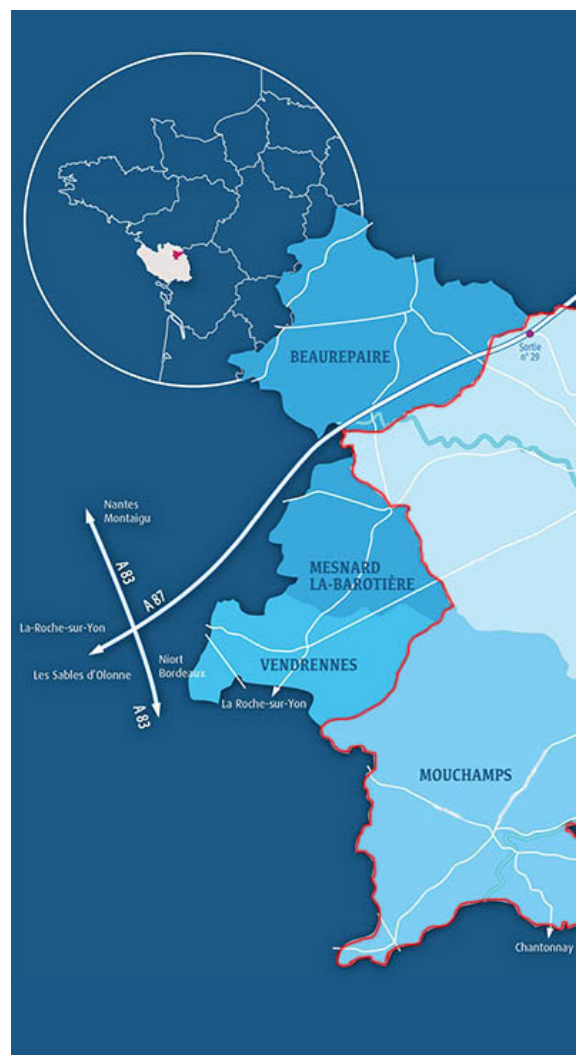 BEAUREPAIRE
Sortie
n° 29
Nantes
Montaigu
A 83
A 87
MESNARD
LA-BAROTIÈRE
La-Roche-sur-Yon
Les Sables d'Olonne
Niort
Bordeaux
A 83
VENDRENNES
La Roche-sur-Yon
MOUCHAMPS
Chantonnay